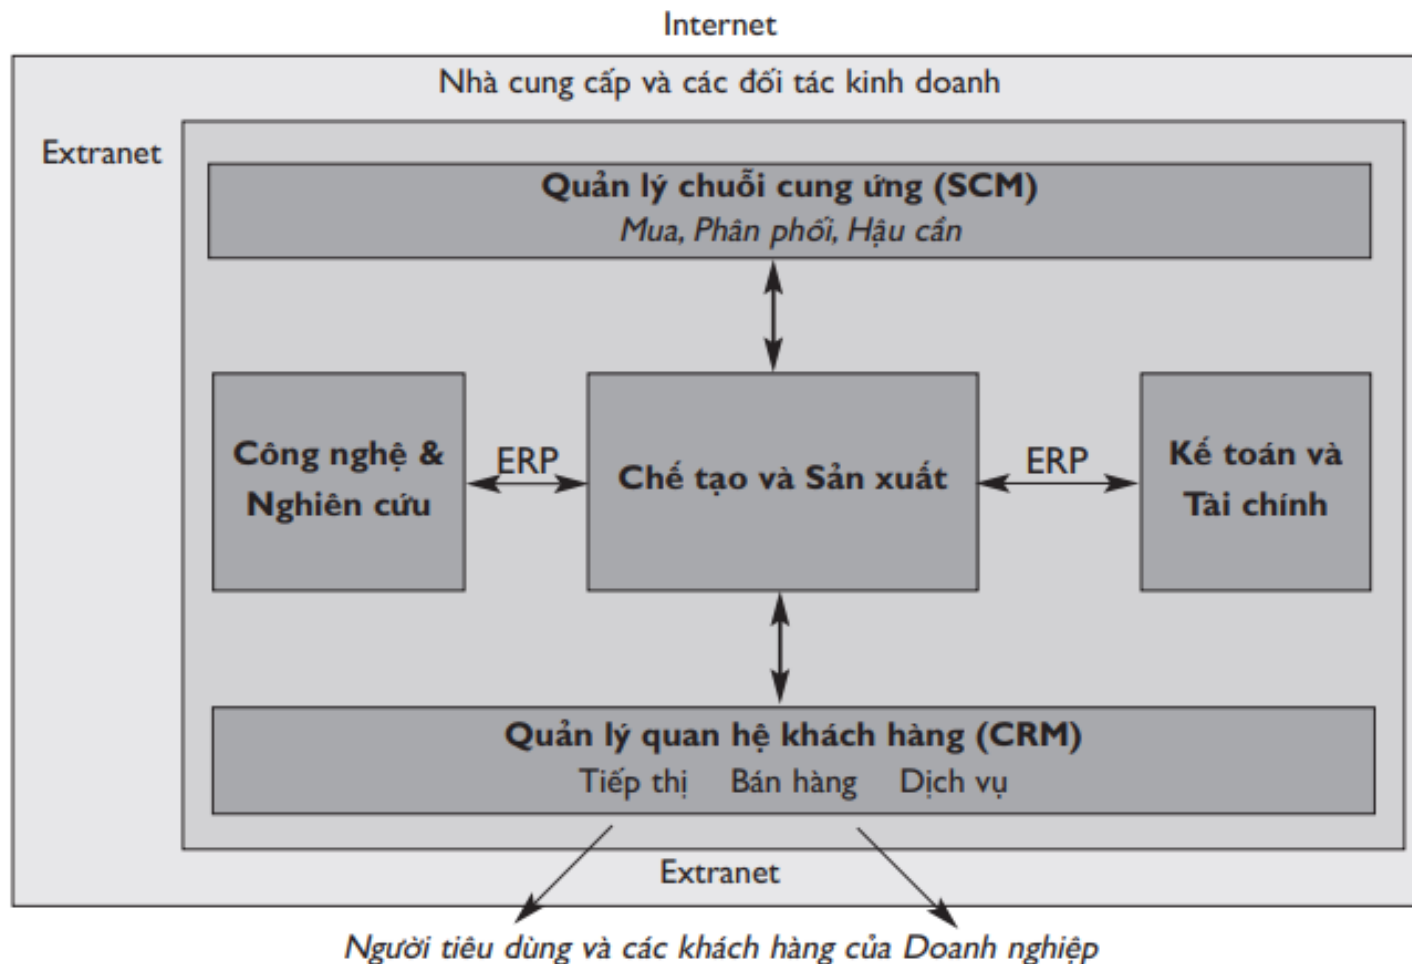 Internet
Nhà cung cấp và các đối tác kinh doanh
Extranet
Quản lý chuỗi cung ứng (SCM)
Mua, Phân phối, Hậu cần
Công nghệ &
Nghiên cứu
ERP
Chế tạo và Sản xuất
ERP
Kế toán và
Tài chính
Quản lý quan hệ khách hàng (CRM)
Tiếp thị Bán hàng Dịch vụ
Extranet
Người tiêu dùng và các khách hàng của Doanh nghiệp